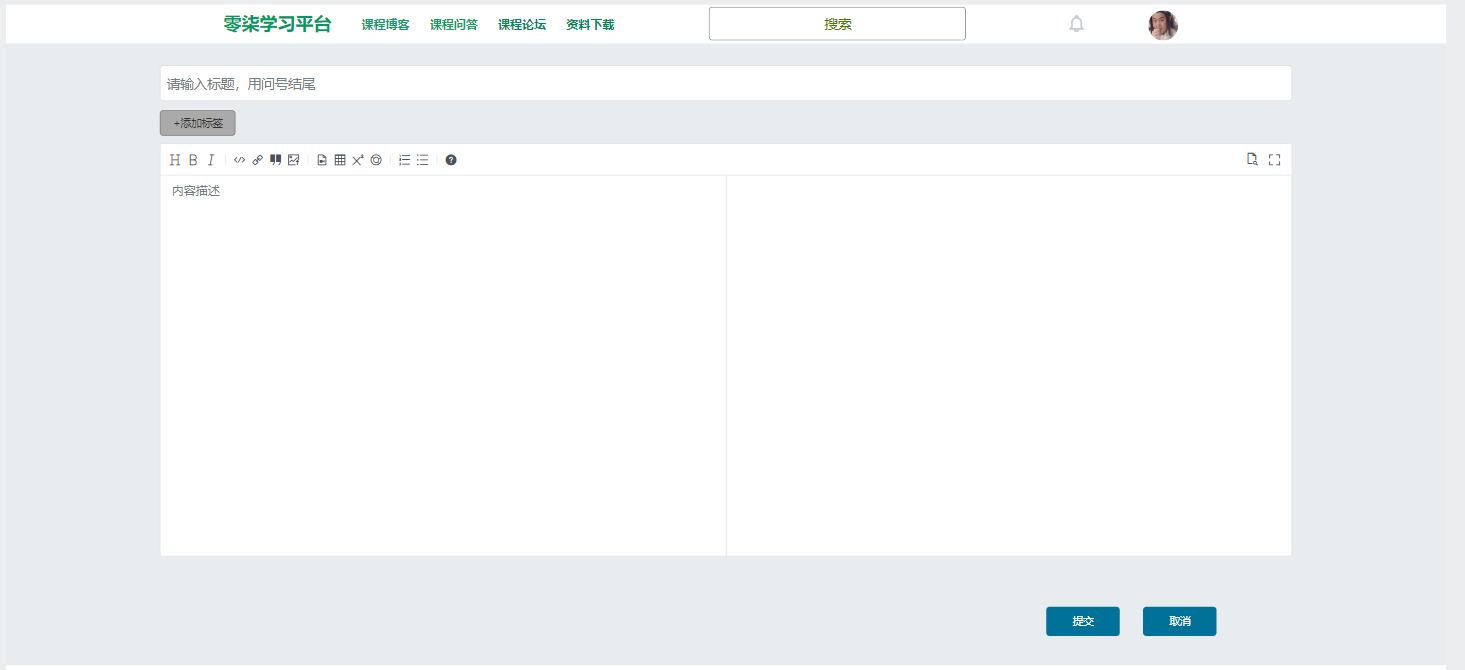 零柒学习平台 课程博客 课程问答 课程论坛 资料下载 搜索
请输入标题，用问号结尾
+添加标签
H B I
内容描述
提交 取消